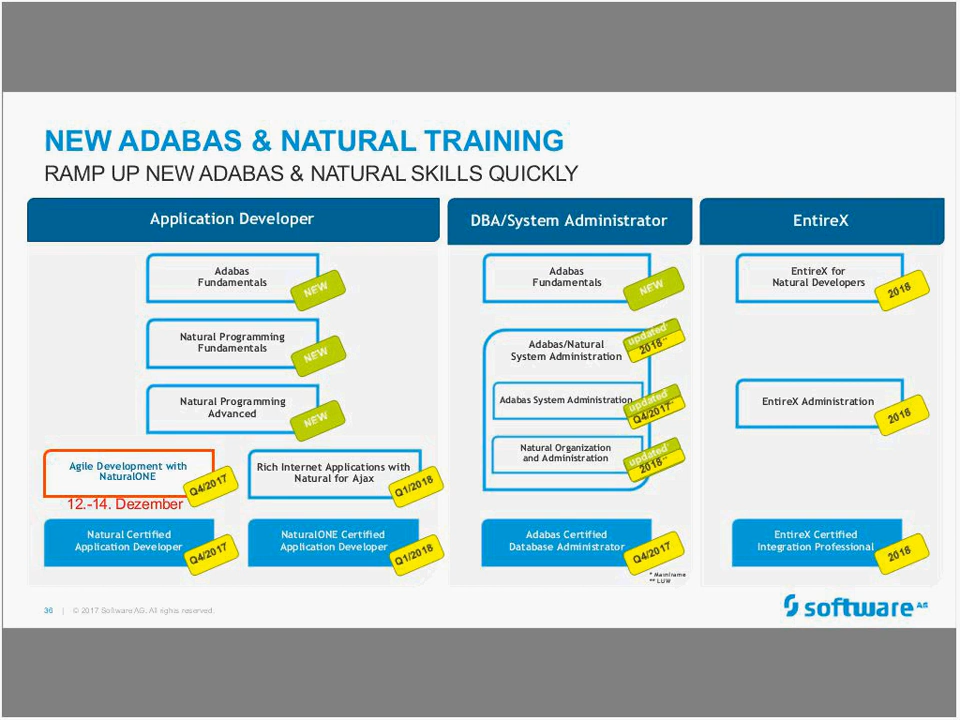 NEW ADABAS & NATURAL TRAINING
RAMP UP NEW ADABAS & NATURAL SKILLS QUICKLY
Application Developer
Adabas
Fundamentals
NEW
Natural Programming
Fundamentals
NEW
Natural Programming
Advanced
NEW
Agile Development with
NaturalONE
Q4/2017
12.-14. Dezember
Rich Internet Applications with
Natural for Ajax
Q1/2018
Natural Certified
Application Developer
Q4/2017
NaturalONE Certified
Application Developer
Q1/2018
DBA/System Administrator
Adabas
Fundamentals
NEW
Adabas/Natural
System Administration
updated*
2018**
Adabas System Administration
updated*
Q4/2017**
Natural Organization
and Administration
updated*
2018**
Adabas Certified
Database Administrator
Q4/2017
* Mainframe
** LUW
EntireX
EntireX for
Natural Developers
2018
EntireX Administration
2018
EntireX Certified
Integration Professional
2018
36 | © 2017 Software AG. All rights reserved.
software AG